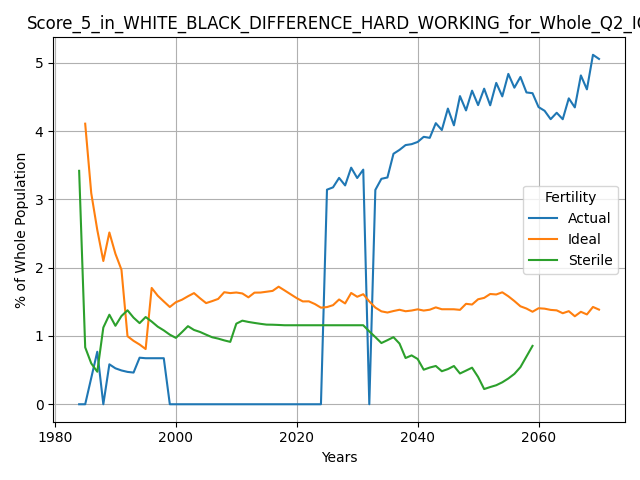 Score_5_in_WHITE_BLACK_DIFFERENCE_HARD_WORKING_for_Whole_Q2_IQ
% of Whole Population
5
4
3
2
1
0
Fertility
Actual
Ideal
Sterile
1980 2000 2020 2040 2060
Years